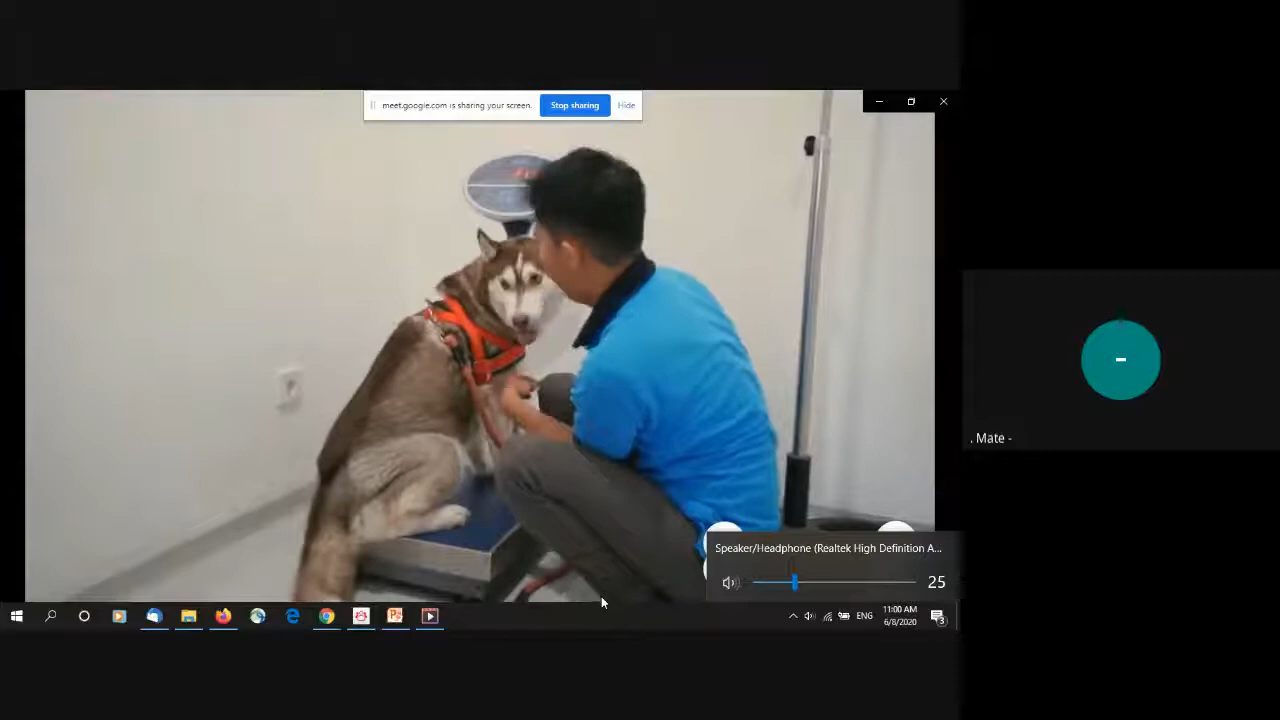 meet.google.com is sharing your screen. Stop sharing Hide
. Mate -
Speaker/Headphone (Realtek High Definition A...
25
ENG
11:00 AM
6/8/2020
3